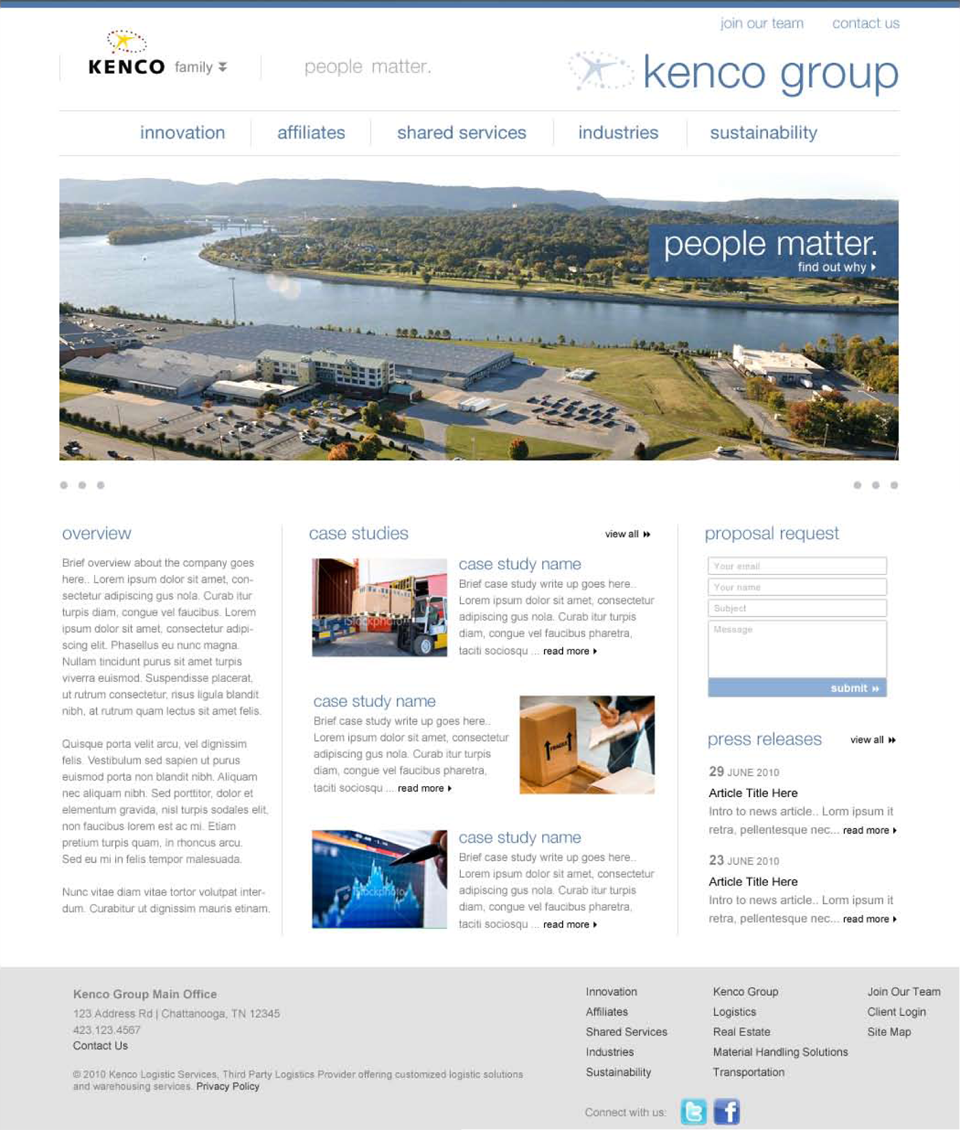 join our team contact us
KENCO family
people matter.
kenco group
innovation affiliates shared services industries sustainability
people matter.
find out why
overview
Brief overview about the company goes
here.. Lorem ipsum dolor sit amet, con-
sectetur adipiscing gus nola. Curab itur
turpis diam, congue vel faucibus. Lorem
ipsum dolor sit amet, consectetur adipi-
scing elit. Phasellus eu nunc magna.
Nullam tincidunt purus sit amet turpis
viverra euismod. Suspendisse placerat,
ut rutrum consectetur, risus ligula blandit
nibh, at rutrum quam lectus sit amet felis.
Quisque porta velit arcu, vel dignissim
felis. Vestibulum sed sapien ut purus
euismod porta non blandit nibh. Aliquam
nec aliquam nibh. Sed porttitor, dolor et
elementum gravida, nisl turpis sodales elit,
non faucibus lorem est ac mi. Etiam
pretium turpis quam, in rhoncus arcu.
Sed eu mi in felis tempor malesuada.
Nunc vitae diam vitae tortor volutpat inter-
dum. Curabitur ut dignissim mauris etinam.
case studies view all
case study name
Brief case study write up goes here..
Lorem ipsum dolor sit amet, consectetur
adipiscing gus nola. Curab itur turpis
diam, congue vel faucibus pharetra,
taciti sociosqu ... read more
iStockphoto
case study name
Brief case study write up goes here..
Lorem ipsum dolor sit amet, consectetur
adipiscing gus nola. Curab itur turpis
diam, congue vel faucibus pharetra,
taciti sociosqu ... read more
FRAGILE
case study name
Brief case study write up goes here..
Lorem ipsum dolor sit amet, consectetur
adipiscing gus nola. Curab itur turpis
diam, congue vel faucibus pharetra,
taciti sociosqu ... read more
iStockphoto
proposal request
Your email
Your name
Subject
Message
submit
press releases view all
29 JUNE 2010
Article Title Here
Intro to news article.. Lorm ipsum it
retra, pellentesque nec... read more
23 JUNE 2010
Article Title Here
Intro to news article.. Lorm ipsum it
retra, pellentesque nec... read more
Kenco Group Main Office
123 Address Rd | Chattanooga, TN 12345
423.123.4567
Contact Us
© 2010 Kenco Logistic Services, Third Party Logistics Provider offering customized logistic solutions
and warehousing services. Privacy Policy
Innovation
Affiliates
Shared Services
Industries
Sustainability
Kenco Group
Logistics
Real Estate
Material Handling Solutions
Transportation
Join Our Team
Client Login
Site Map
Connect with us: t f